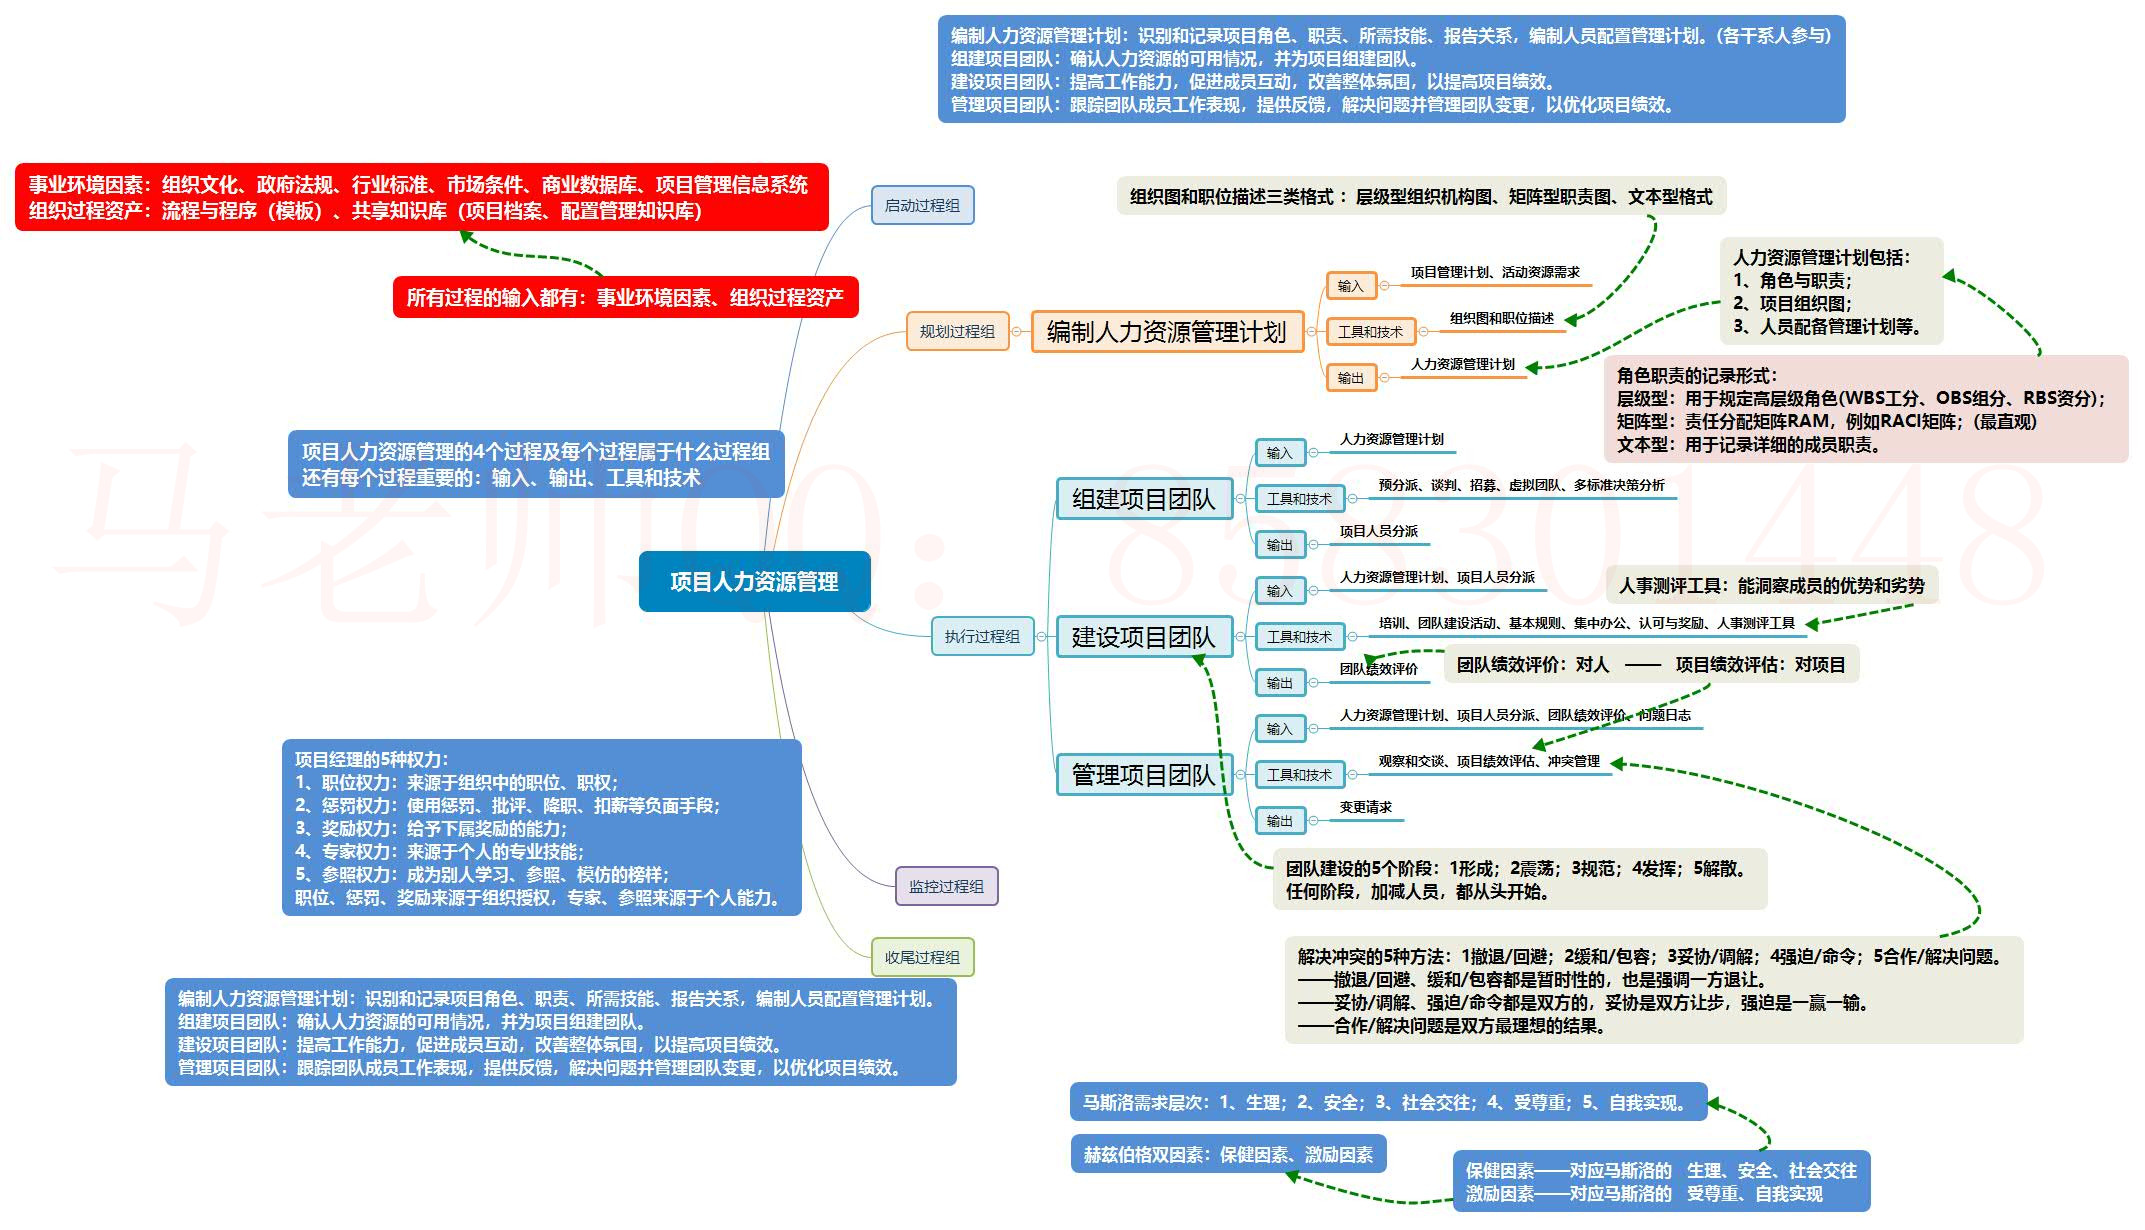 编制人力资源管理计划：识别和记录项目角色、职责、所需技能、报告关系，编制人员配置管理计划。（各干系人参与）
组建项目团队：确认人力资源的可用情况，并为项目组建团队。
建设项目团队：提高工作能力，促进成员互动，改善整体氛围，以提高项目绩效。
管理项目团队：跟踪团队成员工作表现，提供反馈，解决问题并管理团队变更，以优化项目绩效。
事业环境因素：组织文化、政府法规、行业标准、市场条件、商业数据库、项目管理信息系统
组织过程资产：流程与程序（模板）、共享知识库（项目档案、配置管理知识库）
所有过程的输入都有：事业环境因素、组织过程资产
项目人力资源管理的4个过程及每个过程属于什么过程组
还有每个过程重要的：输入、输出、工具和技术
项目人力资源管理
启动过程组
规划过程组
编制人力资源管理计划
输入
项目管理计划、活动资源需求
工具和技术
组织图和职位描述
输出
人力资源管理计划
组织图和职位描述三类格式 ：层级型组织机构图、矩阵型职责图、文本型格式
人力资源管理计划包括：
1、角色与职责；
2、项目组织图；
3、人员配备管理计划等。
角色职责的记录形式：
层级型：用于规定高层级角色(WBS工分、OBS组分、RBS资分)；
矩阵型：责任分配矩阵RAM，例如RACI矩阵；（最直观）
文本型：用于记录详细的成员职责。
执行过程组
组建项目团队
输入
人力资源管理计划
工具和技术
预分派、谈判、招募、虚拟团队、多标准决策分析
输出
项目人员分派
建设项目团队
输入
人力资源管理计划、项目人员分派
工具和技术
培训、团队建设活动、基本规则、集中办公、认可与奖励、人事测评工具
输出
团队绩效评价
人事测评工具：能洞察成员的优势和劣势
团队绩效评价：对人 —— 项目绩效评估：对项目
管理项目团队
输入
人力资源管理计划、项目人员分派、团队绩效评价、问题日志
工具和技术
观察和交谈、项目绩效评估、冲突管理
输出
变更请求
团队建设的5个阶段：1形成；2震荡；3规范；4发挥；5解散。
任何阶段，加减人员，都从头开始。
解决冲突的5种方法：1撤退/回避；2缓和/包容；3妥协/调解；4强迫/命令；5合作/解决问题。
——撤退/回避、缓和/包容都是暂时性的，也是强调一方退让。
——妥协/调解、强迫/命令都是双方的，妥协是双方让步，强迫是一赢一输。
——合作/解决问题是双方最理想的结果。
监控过程组
收尾过程组
项目经理的5种权力：
1、职位权力：来源于组织中的职位、职权；
2、惩罚权力：使用惩罚、批评、降职、扣薪等负面手段；
3、奖励权力：给予下属奖励的能力；
4、专家权力：来源于个人的专业技能；
5、参照权力：成为别人学习、参照、模仿的榜样；
职位、惩罚、奖励来源于组织授权，专家、参照来源于个人能力。
编制人力资源管理计划：识别和记录项目角色、职责、所需技能、报告关系，编制人员配置管理计划。
组建项目团队：确认人力资源的可用情况，并为项目组建团队。
建设项目团队：提高工作能力，促进成员互动，改善整体氛围，以提高项目绩效。
管理项目团队：跟踪团队成员工作表现，提供反馈，解决问题并管理团队变更，以优化项目绩效。
马斯洛需求层次：1、生理；2、安全；3、社会交往；4、受尊重；5、自我实现。
赫兹伯格双因素：保健因素、激励因素
保健因素——对应马斯洛的 生理、安全、社会交往
激励因素——对应马斯洛的 受尊重、自我实现
马老师QQ：858301448